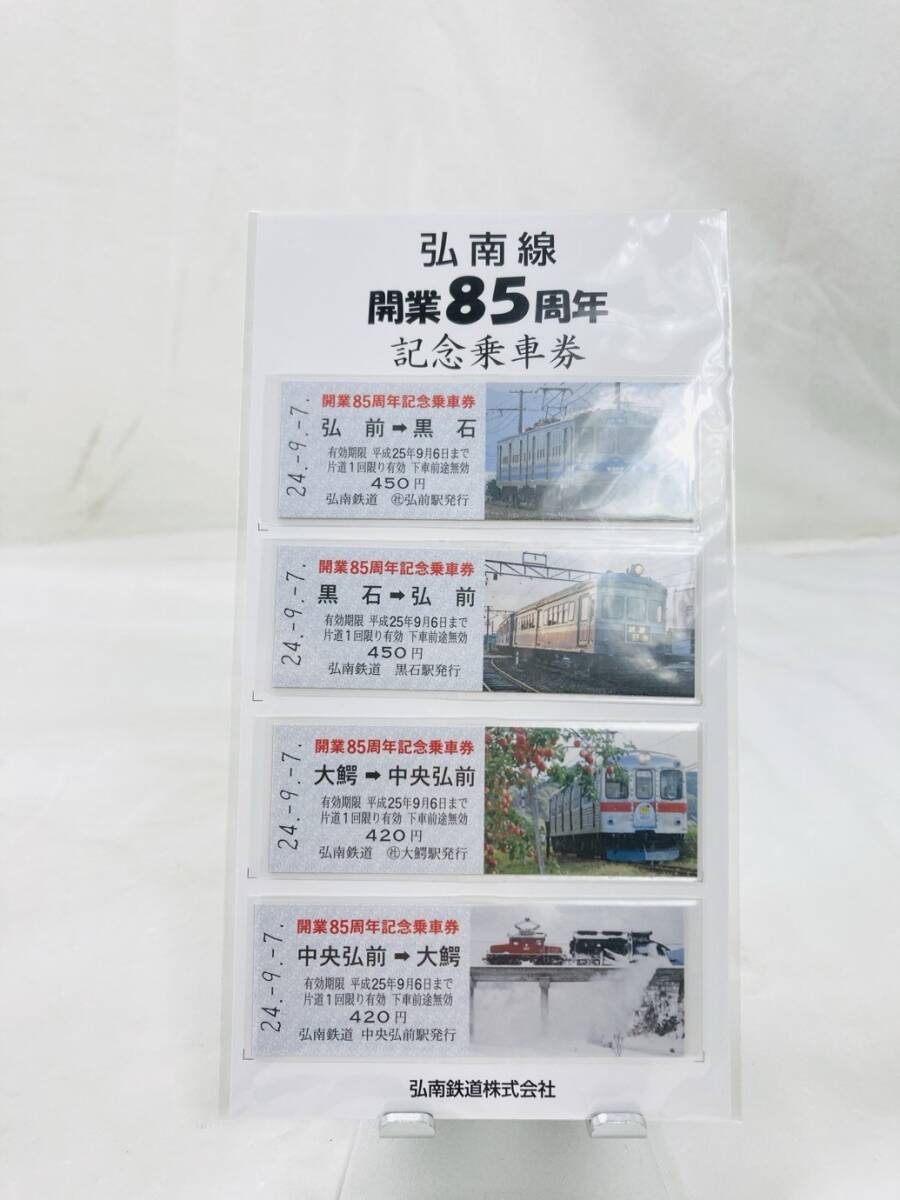 弘南線
開業85周年
記念乗車券
24.-9.-7.
開業85周年記念乗車券
弘前➡黒石
有効期限 平成25年9月6日まで
片道1回限り有効 下車前途無効
450円
弘南鉄道 ㊓弘前駅発行
24.-9.-7.
開業85周年記念乗車券
黒石➡弘前
有効期限 平成25年9月6日まで
片道1回限り有効 下車前途無効
450円
弘南鉄道 黒石駅発行
24.-9.-7.
開業85周年記念乗車券
大鰐➡中央弘前
有効期限 平成25年9月6日まで
片道1回限り有効 下車前途無効
420円
弘南鉄道 ㊓大鰐駅発行
24.-9.-7.
開業85周年記念乗車券
中央弘前➡大鰐
有効期限 平成25年9月6日まで
片道1回限り有効 下車前途無効
420円
弘南鉄道 中央弘前駅発行
弘南鉄道株式会社